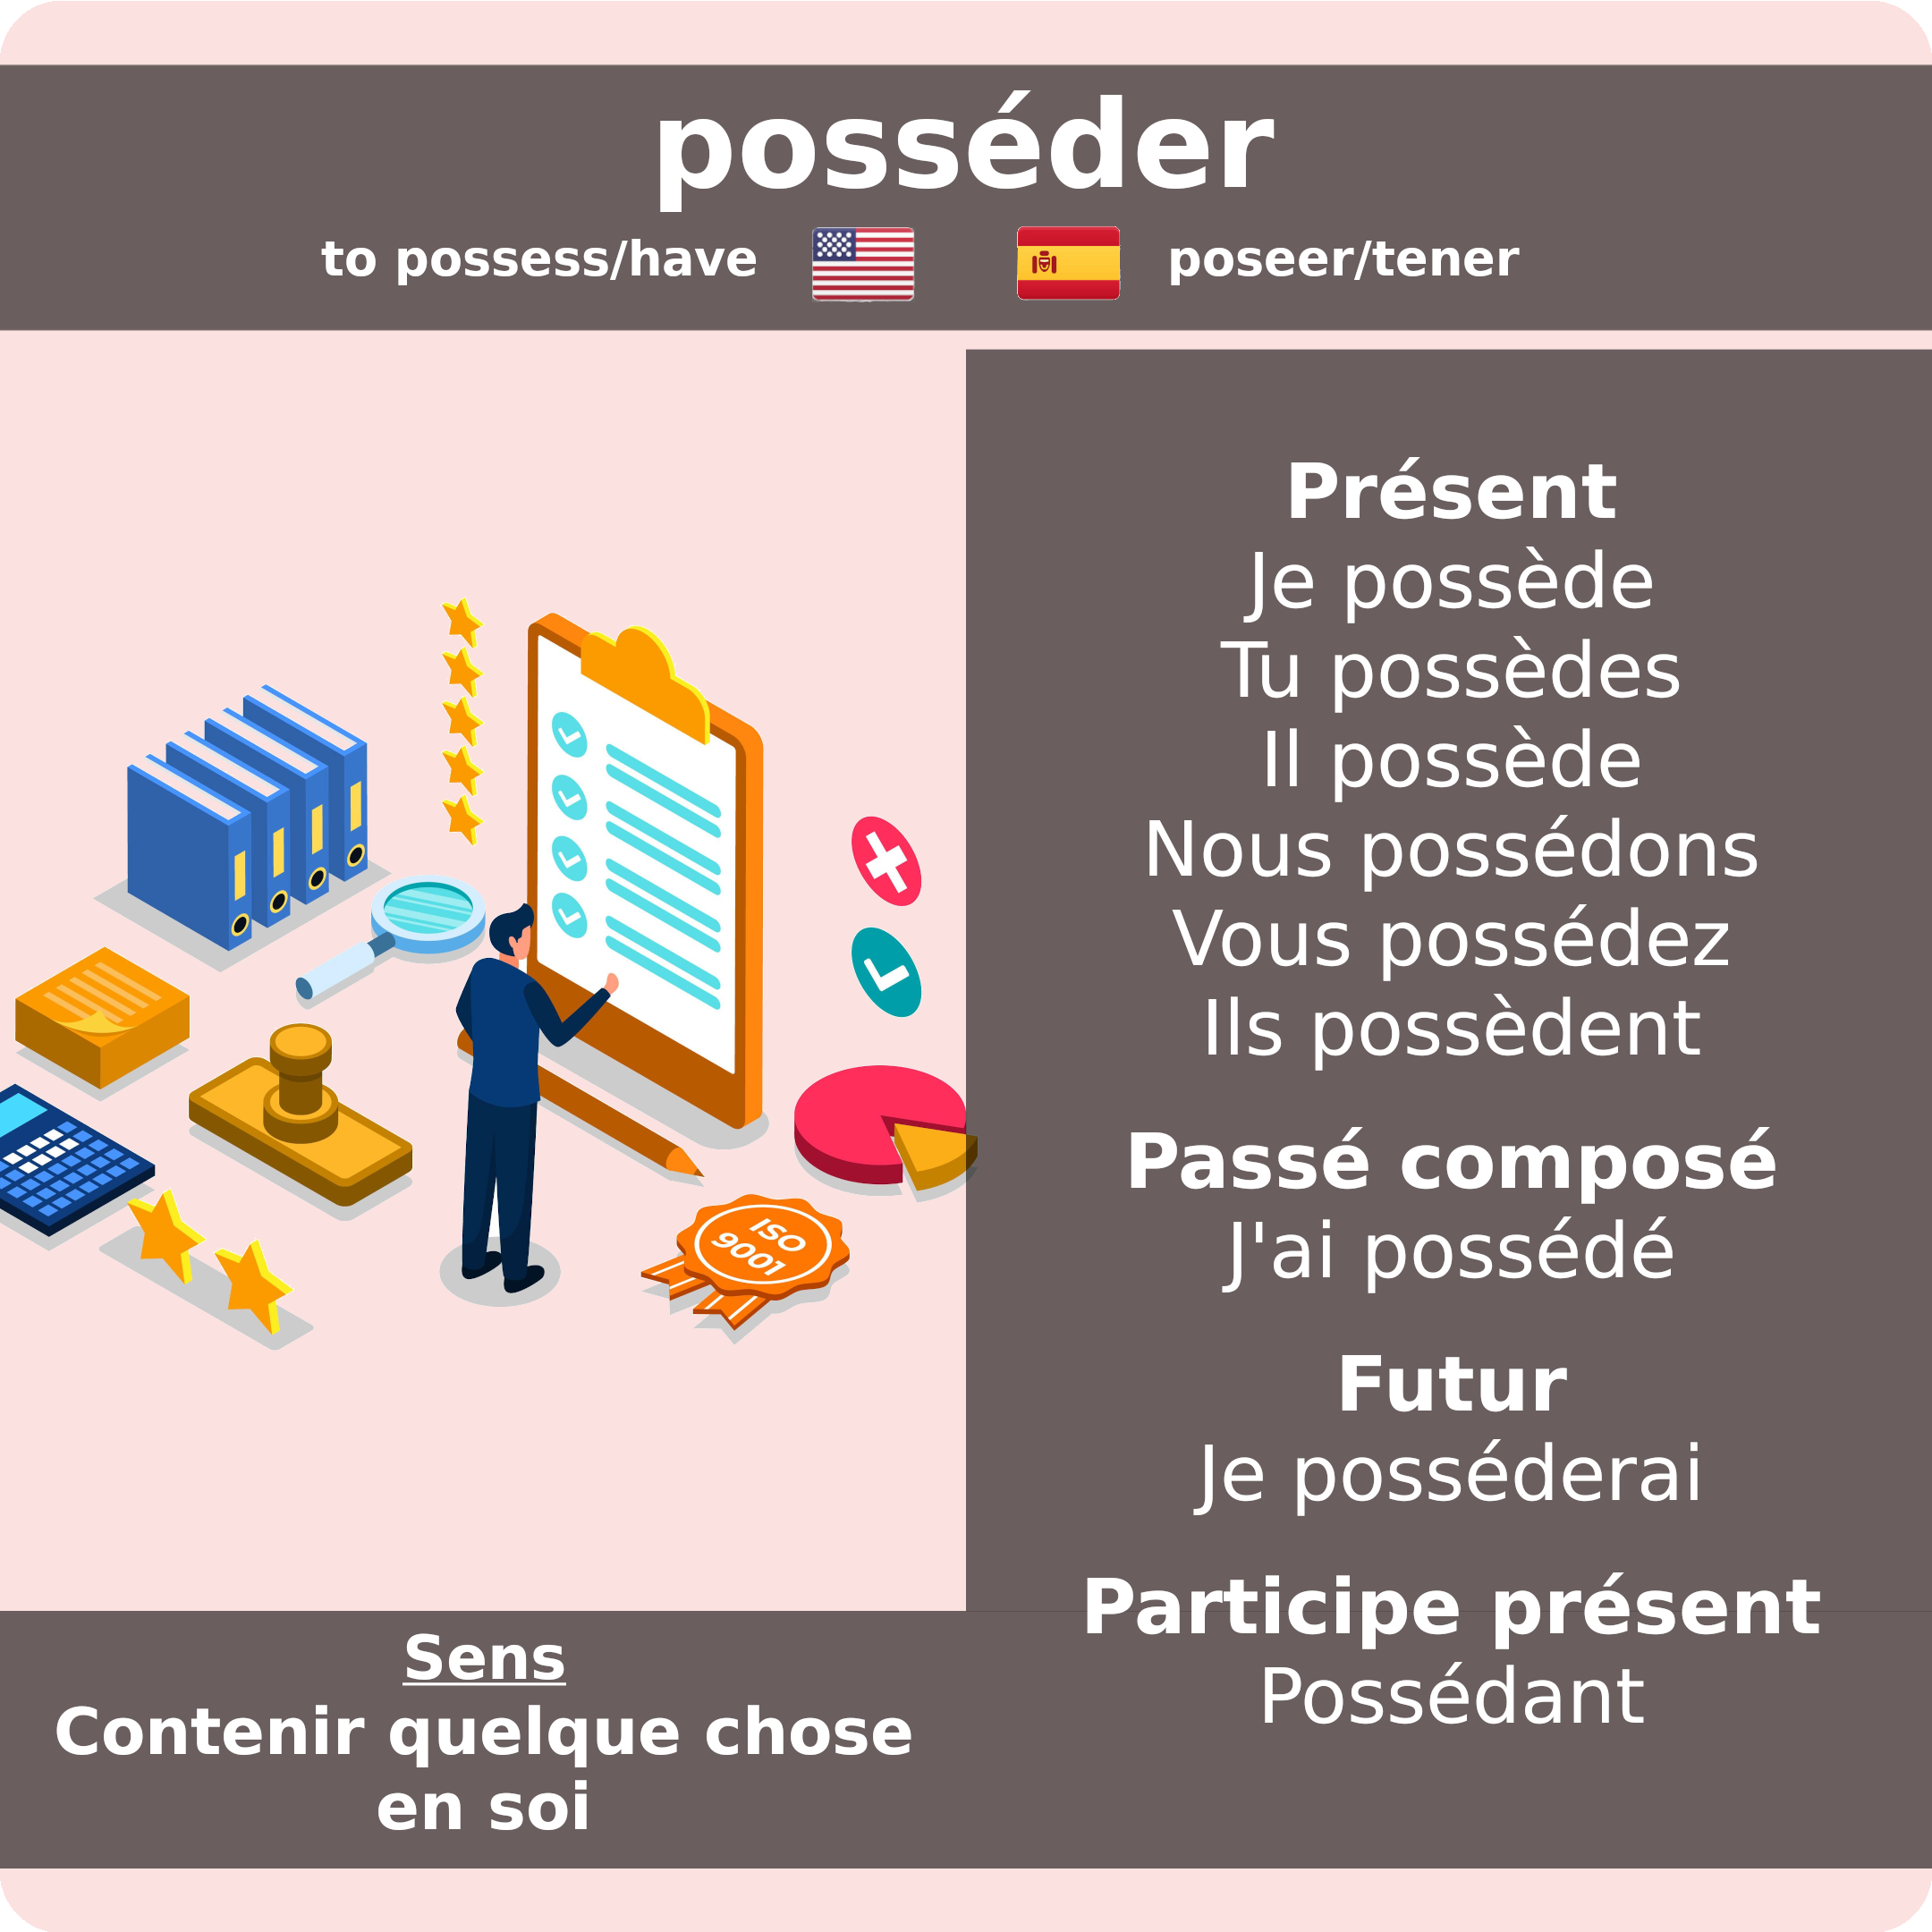 posséder
to possess/have
poseer/tener
Présent
Je possède
Tu possèdes
Il possède
Nous possédons
Vous possédez
Ils possèdent
Passé composé
J'ai possédé
Futur
Je posséderai
Participe présent
Possédant
Sens
Contenir quelque chose
en soi
ISO
9001